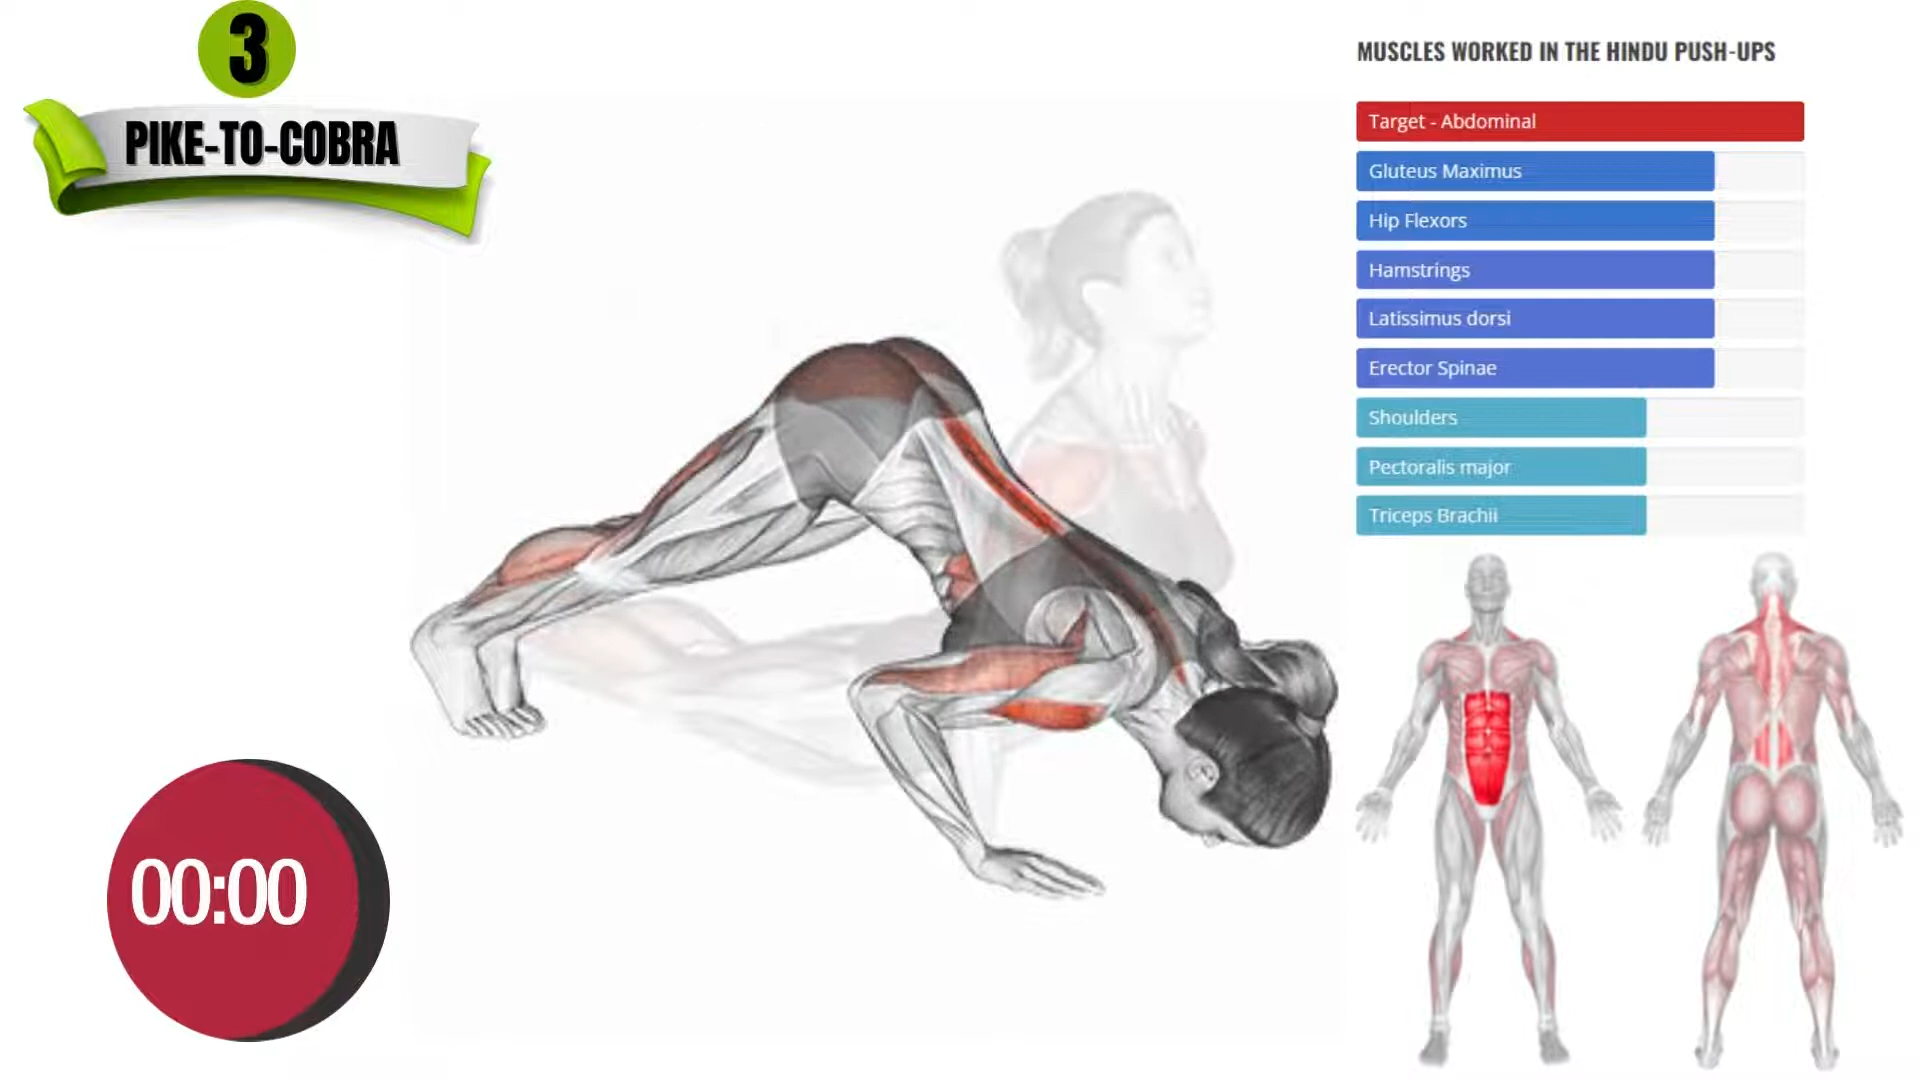 3
PIKE-TO-COBRA
MUSCLES WORKED IN THE HINDU PUSH-UPS
Target - Abdominal
Gluteus Maximus
Hip Flexors
Hamstrings
Latissimus dorsi
Erector Spinae
Shoulders
Pectoralis major
Triceps Brachii
00:00